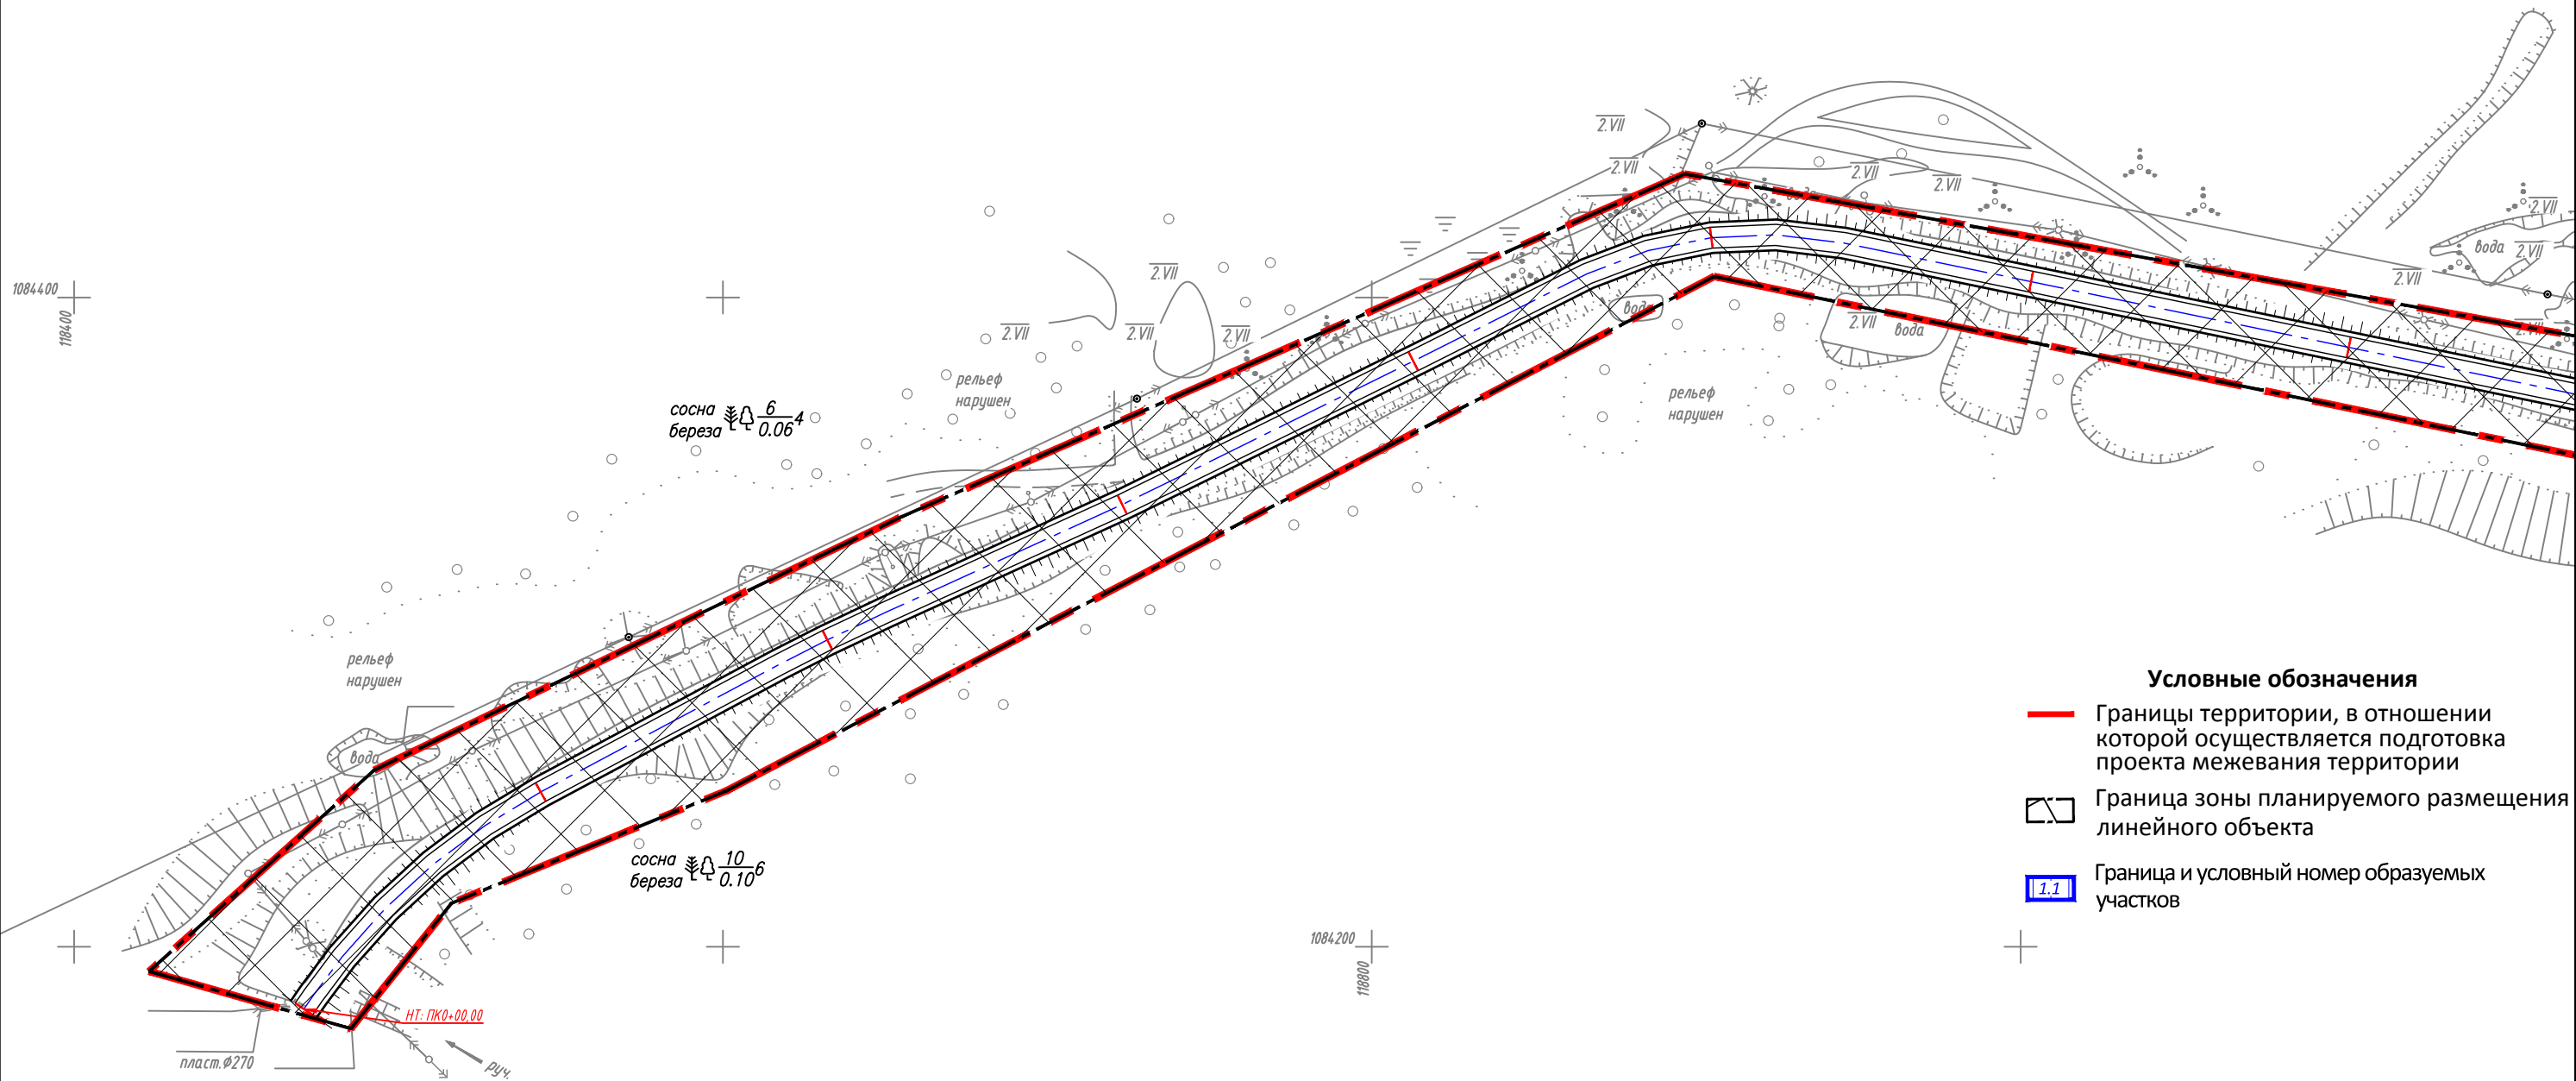 2.VII
2.VII
2.VII
2.VII
2.VII
вода
2.VII
2.VII
2.VII
1084400
118400
2.VII
2.VII
2.VII
вода
2.VII
вода
рельеф
нарушен
рельеф
нарушен
сосна 6 4
береза 0.06
рельеф
нарушен
вода
сосна 10 6
береза 0.10
1084200
118800
НТ: ПК0+00,00
пласт.Ф270
руч.
Условные обозначения
Границы территории, в отношении
которой осуществляется подготовка
проекта межевания территории
Граница зоны планируемого размещения
линейного объекта
1.1
Граница и условный номер образуемых
участков